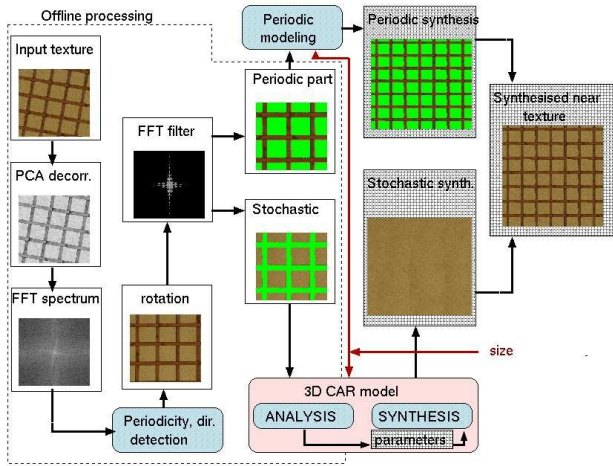 Offline processing
Input texture
PCA decorr.
FFT spectrum
FFT filter
rotation
Periodicity, dir.
detection
Periodic
modeling
Periodic part
Stochastic
Periodic synthesis
Stochastic synth.
Synthesised near
texture
size
3D CAR model
ANALYSIS
SYNTHESIS
parameters